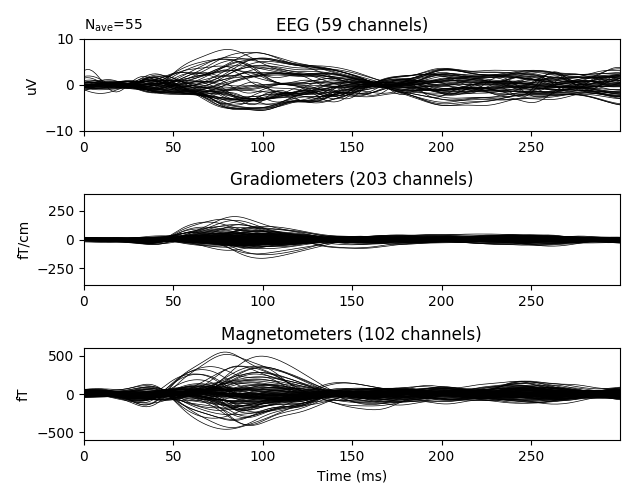 N_ave=55
EEG (59 channels)
10
0
−10
uV
0 50 100 150 200 250
Gradiometers (203 channels)
250
0
−250
fT/cm
0 50 100 150 200 250
Magnetometers (102 channels)
500
0
−500
fT
0 50 100 150 200 250
Time (ms)